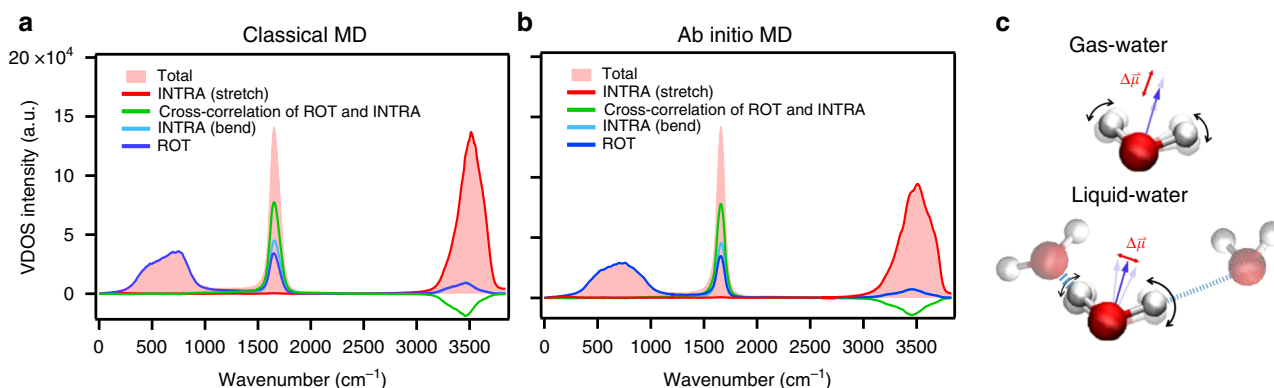 a
Classical MD
20 ×10⁴
15
10
5
0
VDOS intensity (a.u.)
Total
INTRA (stretch)
Cross-correlation of ROT and INTRA
INTRA (bend)
ROT
0 500 1000 1500 2000 2500 3000 3500
Wavenumber (cm⁻¹)
b
Ab initio MD
Total
INTRA (stretch)
Cross-correlation of ROT and INTRA
INTRA (bend)
ROT
0 500 1000 1500 2000 2500 3000 3500
Wavenumber (cm⁻¹)
c
Gas-water
Δμ⃗
Liquid-water
Δμ⃗